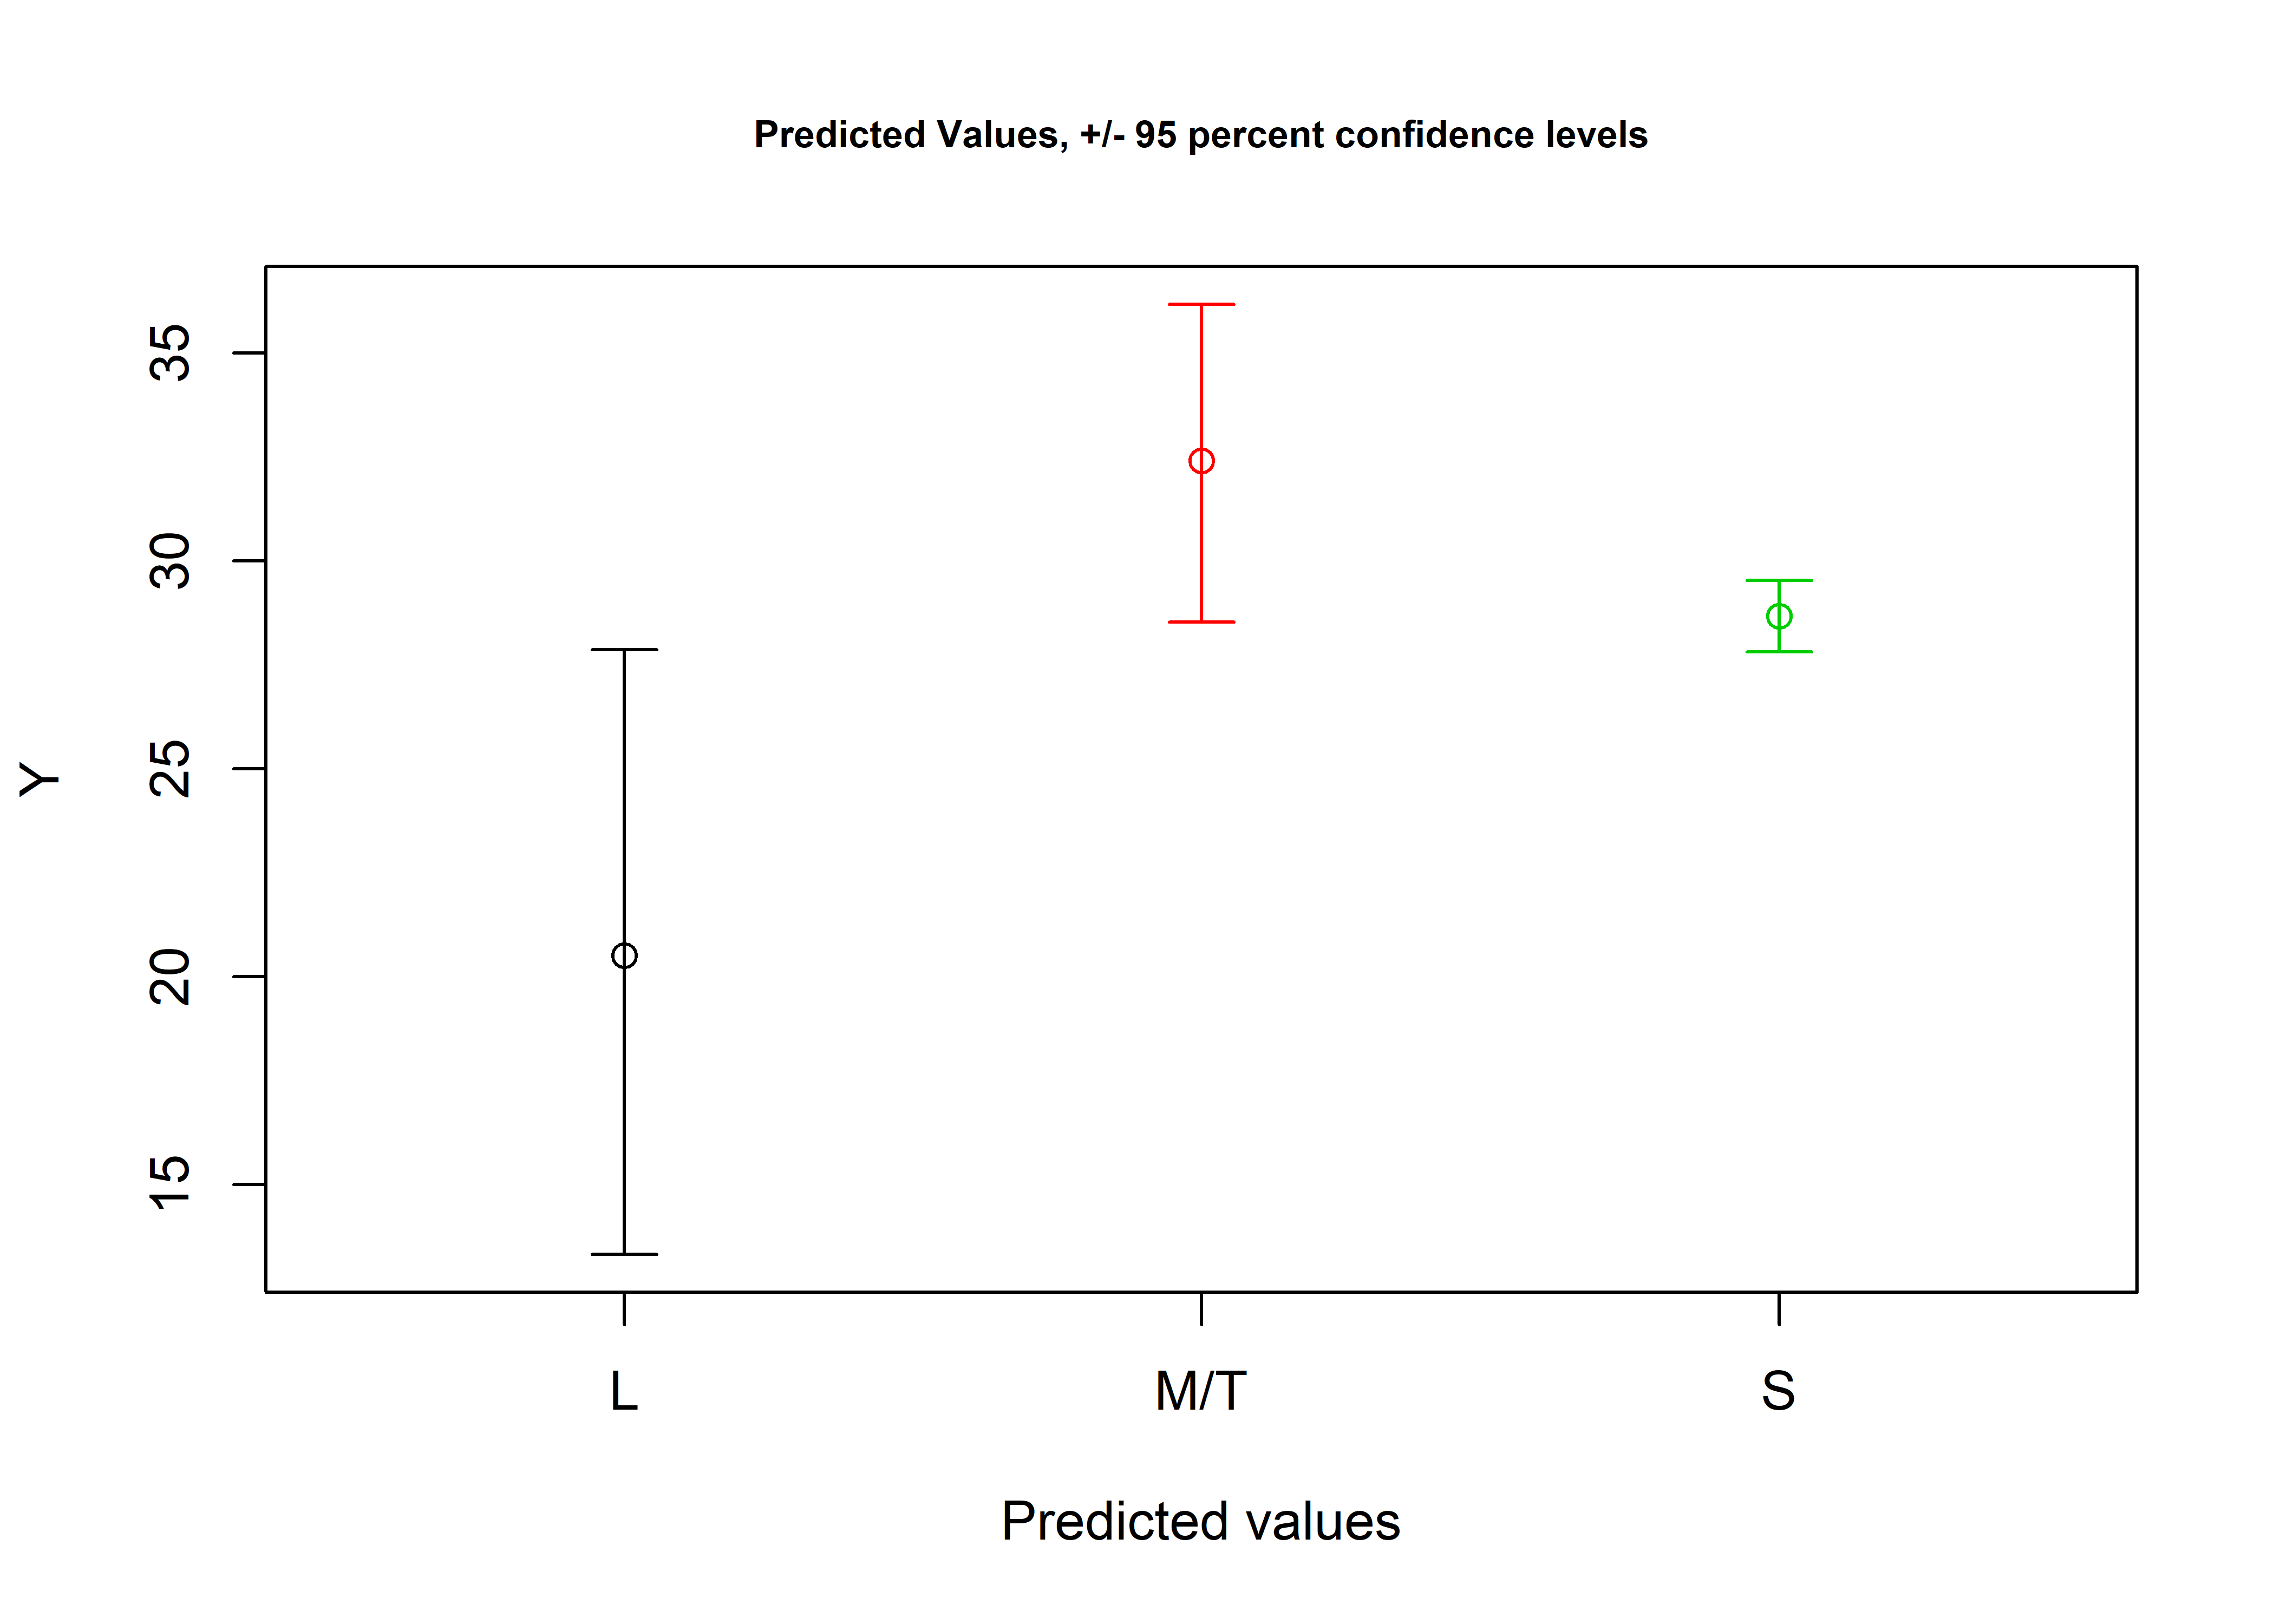 Predicted Values, +/- 95 percent confidence levels
35
30
25
20
15
Y
L M/T S
Predicted values